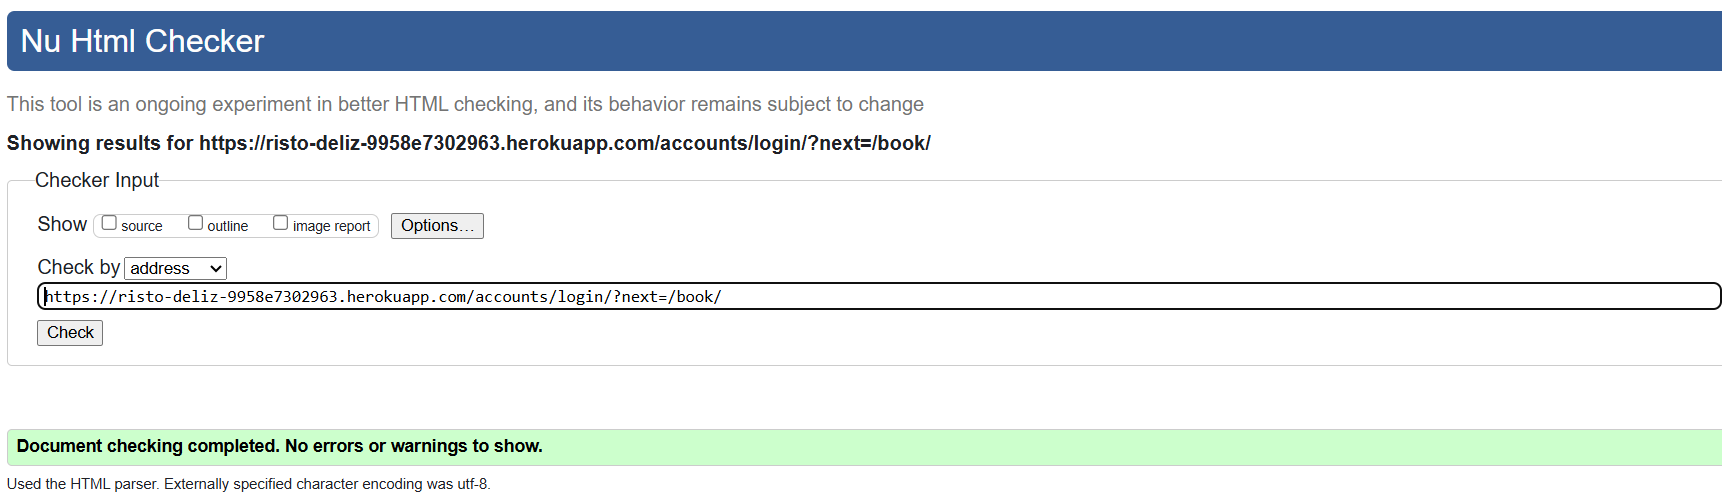 Nu Html Checker
This tool is an ongoing experiment in better HTML checking, and its behavior remains subject to change
Showing results for https://risto-deliz-9958e7302963.herokuapp.com/accounts/login/?next=/book/
Checker Input
Show source outline image report Options...
Check by address
https://risto-deliz-9958e7302963.herokuapp.com/accounts/login/?next=/book/
Check
Document checking completed. No errors or warnings to show.
Used the HTML parser. Externally specified character encoding was utf-8.